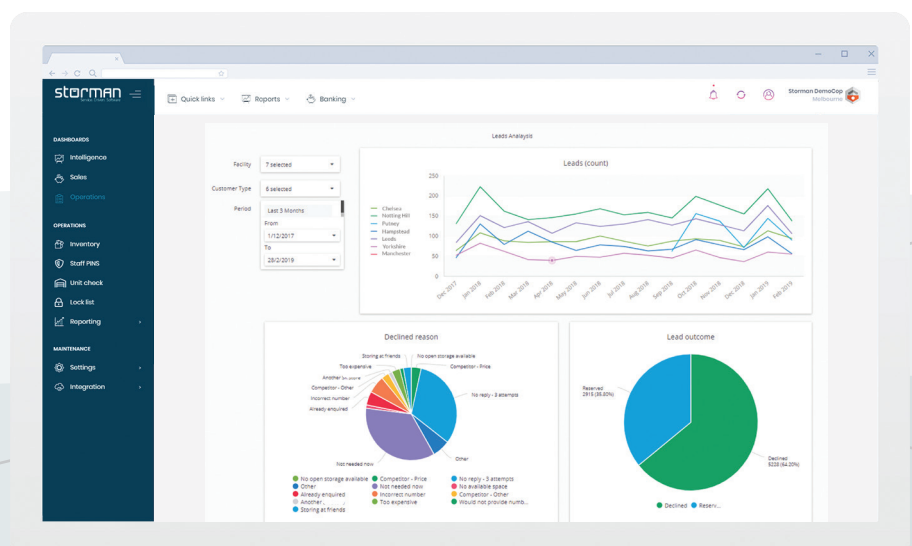 storman
Quick links
Reports
Banking
Storman DemoCop
Melbourne
DASHBOARDS
Intelligence
Sales
Operations
OPERATIONS
Inventory
Staff PINS
Unit check
Lock list
Reporting
MAINTENANCE
Settings
Integration
Leads Analaysis
Facility
7 selected
Customer Type
6 selected
Period
Last 3 Months
From
1/12/2017
To
28/2/2019
Leads (count)
250
200
150
100
50
0
Chelsea
Notting Hill
Putney
Hampstead
Leeds
Yorkshire
Manchester
Dec 2017
Jan 2018
Feb 2018
Mar 2018
Apr 2018
May 2018
Jun 2018
Jul 2018
Aug 2018
Sep 2018
Oct 2018
Nov 2018
Dec 2018
Jan 2019
Feb 2019
Declined reason
Storing at friends
No open storage available
Too expensive
Competitor - Price
Another
Competitor - Other
No reply - 3 attempts
Incorrect number
Already enquired
Other
Not needed now
No open storage available
Competitor - Price
No reply - 3 attempts
Other
Not needed now
No available space
Already enquired
Incorrect number
Competitor - Other
Another
Too expensive
Would not provide numb...
Storing at friends
Lead outcome
Reserved
2915 (35.80%)
Declined
5228 (64.20%)
Declined
Reserv...